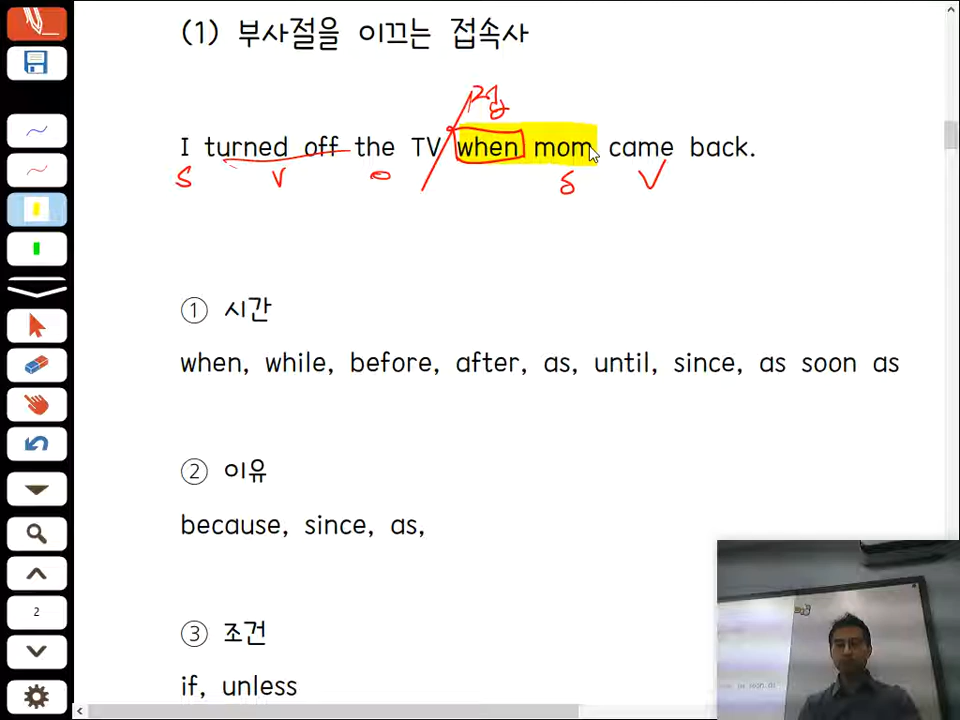 (1) 부사절을 이끄는 접속사
접
I turned off the TV when mom came back.
S V O S V
① 시간
when, while, before, after, as, until, since, as soon as
② 이유
because, since, as,
③ 조건
if, unless
2